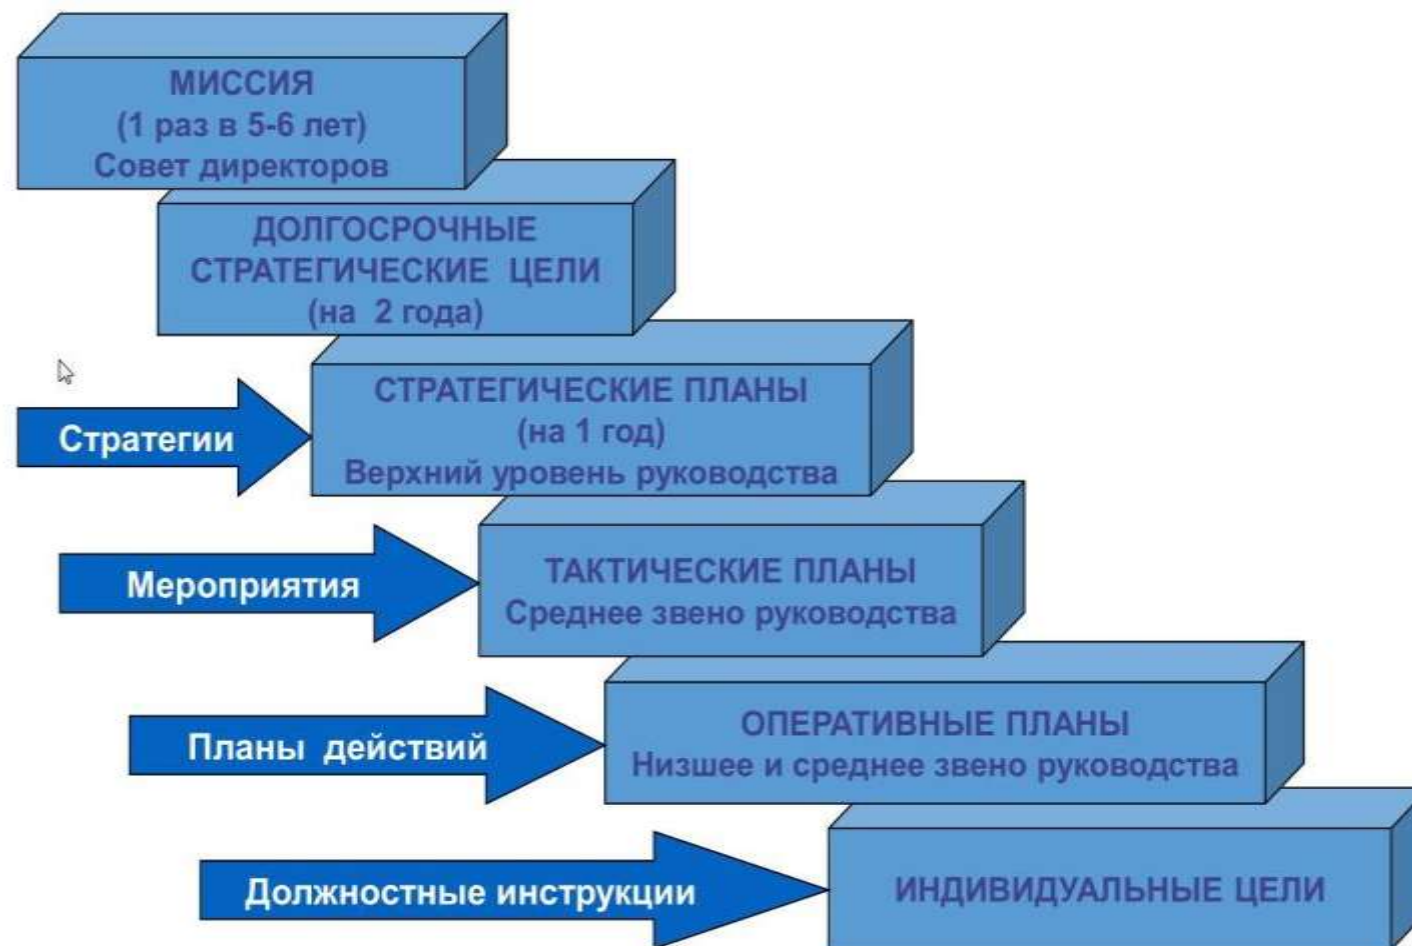 МИССИЯ
(1 раз в 5-6 лет)
Совет директоров
ДОЛГОСРОЧНЫЕ
СТРАТЕГИЧЕСКИЕ ЦЕЛИ
(на 2 года)
СТРАТЕГИЧЕСКИЕ ПЛАНЫ
(на 1 год)
Верхний уровень руководства
Стратегии
ТАКТИЧЕСКИЕ ПЛАНЫ
Среднее звено руководства
Мероприятия
ОПЕРАТИВНЫЕ ПЛАНЫ
Низшее и среднее звено руководства
Планы действий
Должностные инструкции
ИНДИВИДУАЛЬНЫЕ ЦЕЛИ